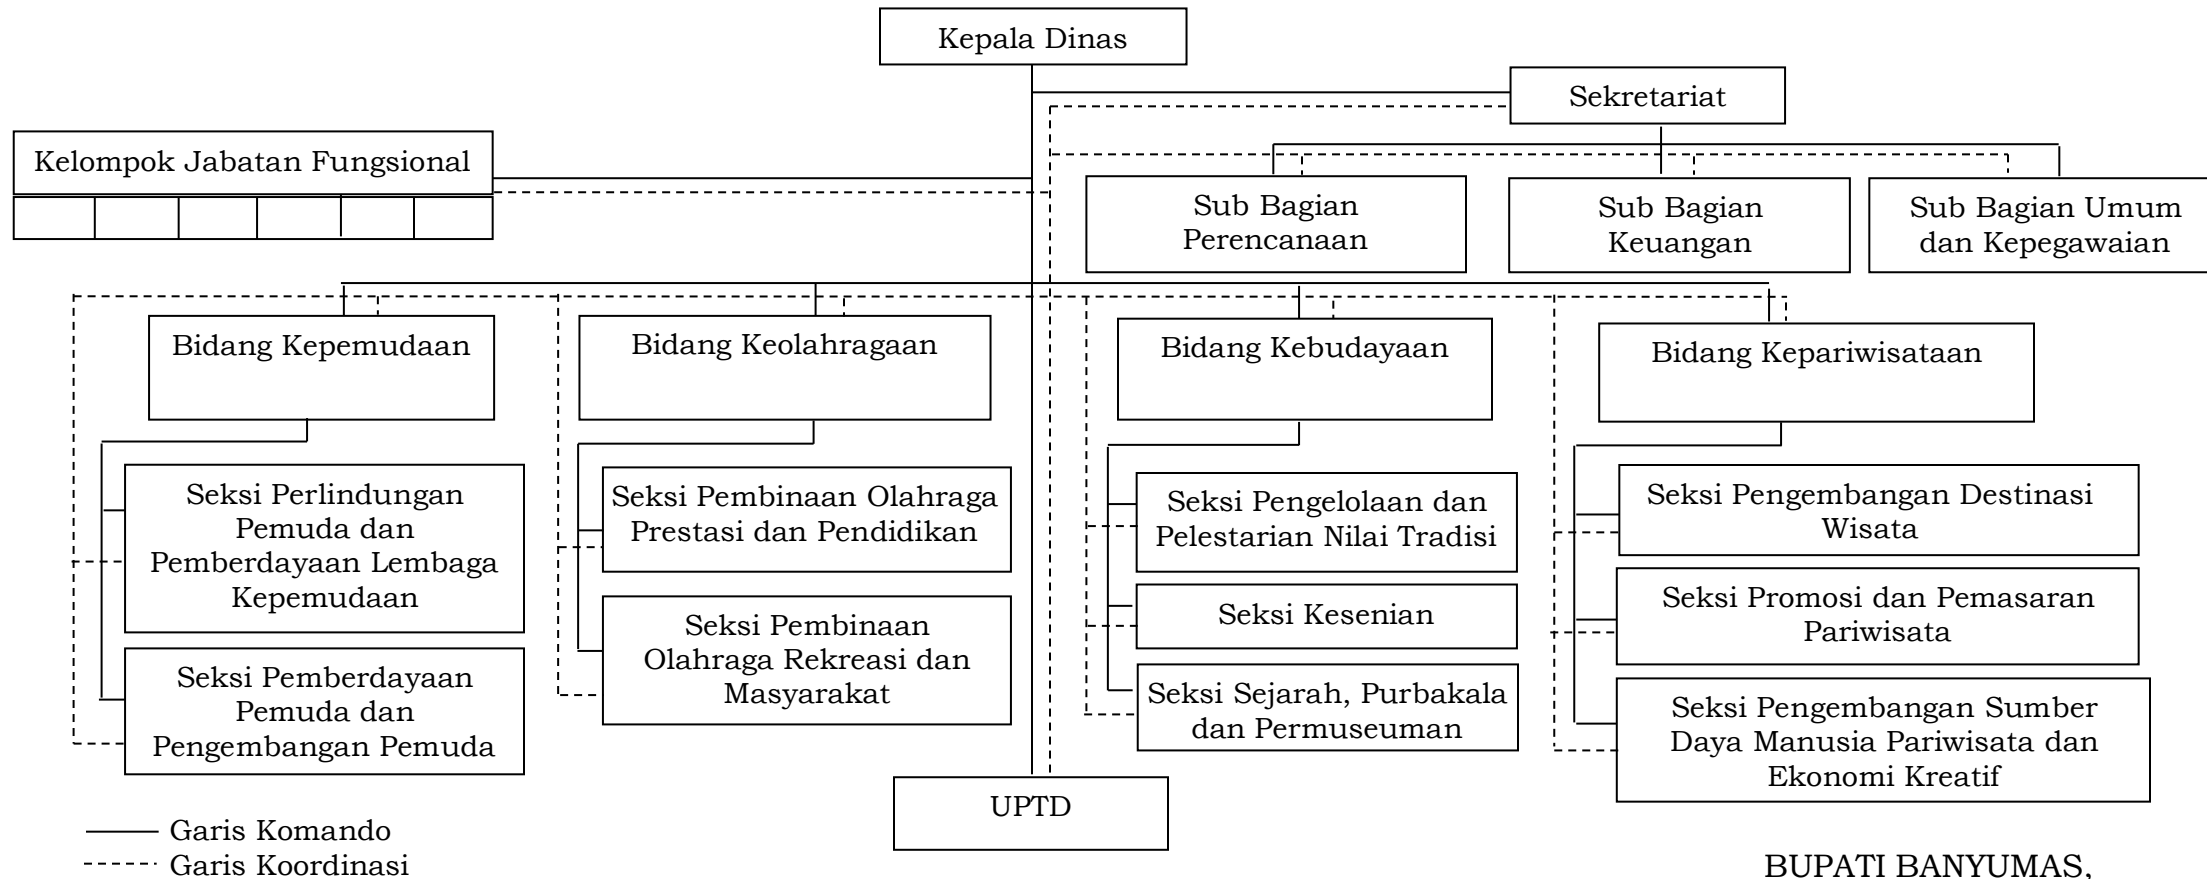 Kepala Dinas
Sekretariat
Kelompok Jabatan Fungsional
Sub Bagian
Perencanaan
Sub Bagian
Keuangan
Sub Bagian Umum
dan Kepegawaian
Bidang Kepemudaan
Bidang Keolahragaan
Bidang Kebudayaan
Bidang Kepariwisataan
Seksi Perlindungan
Pemuda dan
Pemberdayaan Lembaga
Kepemudaan
Seksi Pemberdayaan
Pemuda dan
Pengembangan Pemuda
Seksi Pembinaan Olahraga
Prestasi dan Pendidikan
Seksi Pembinaan
Olahraga Rekreasi dan
Masyarakat
Seksi Pengelolaan dan
Pelestarian Nilai Tradisi
Seksi Kesenian
Seksi Sejarah, Purbakala
dan Permuseuman
Seksi Pengembangan Destinasi
Wisata
Seksi Promosi dan Pemasaran
Pariwisata
Seksi Pengembangan Sumber
Daya Manusia Pariwisata dan
Ekonomi Kreatif
UPTD
Garis Komando
Garis Koordinasi
BUPATI BANYUMAS,